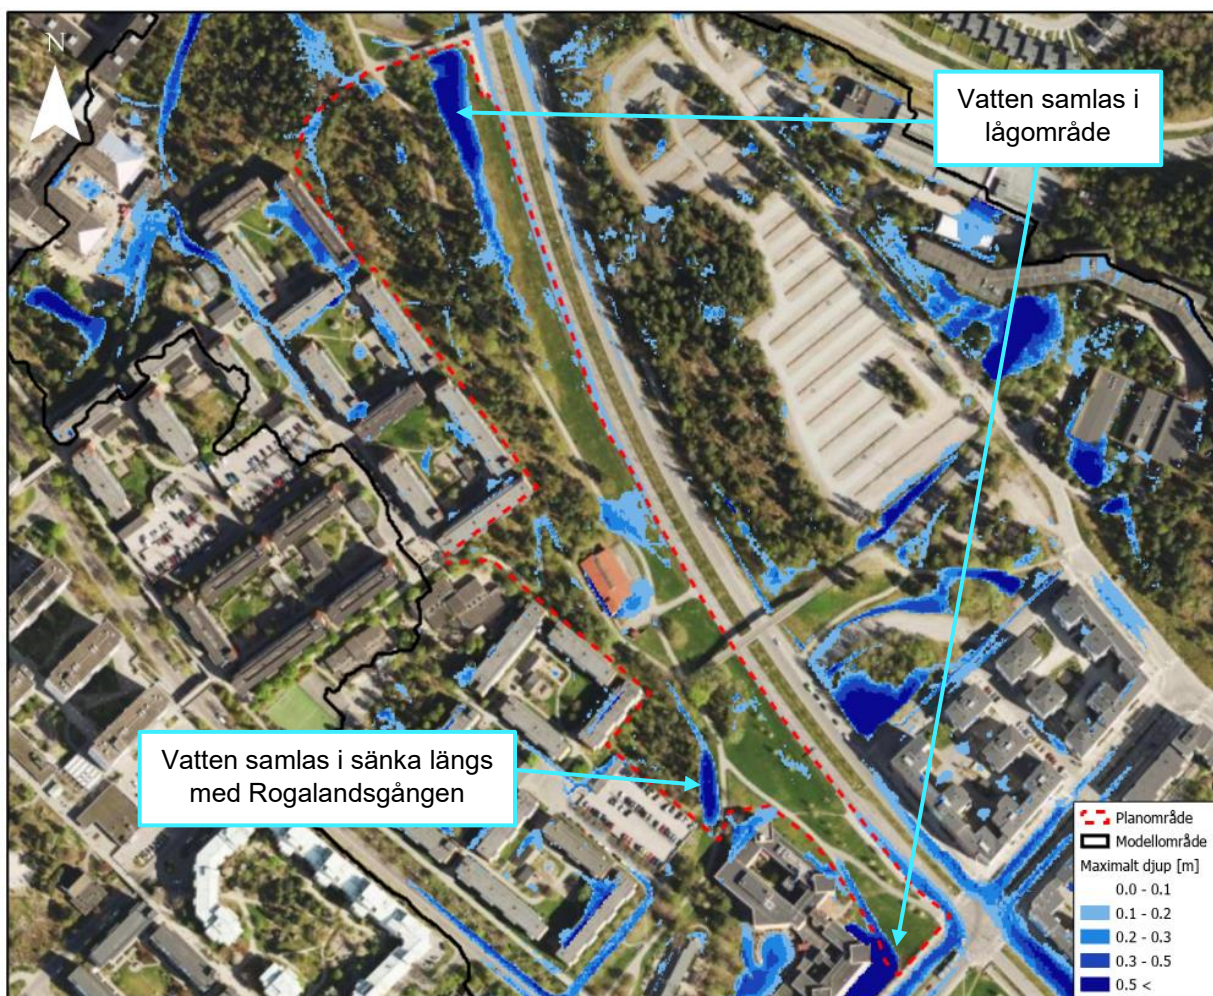 N
Vatten samlas i
lågområde
Vatten samlas i sänka längs
med Rogalandsgången
Planområde
Modellområde
Maximalt djup [m]
0.0 - 0.1
0.1 - 0.2
0.2 - 0.3
0.3 - 0.5
0.5 <